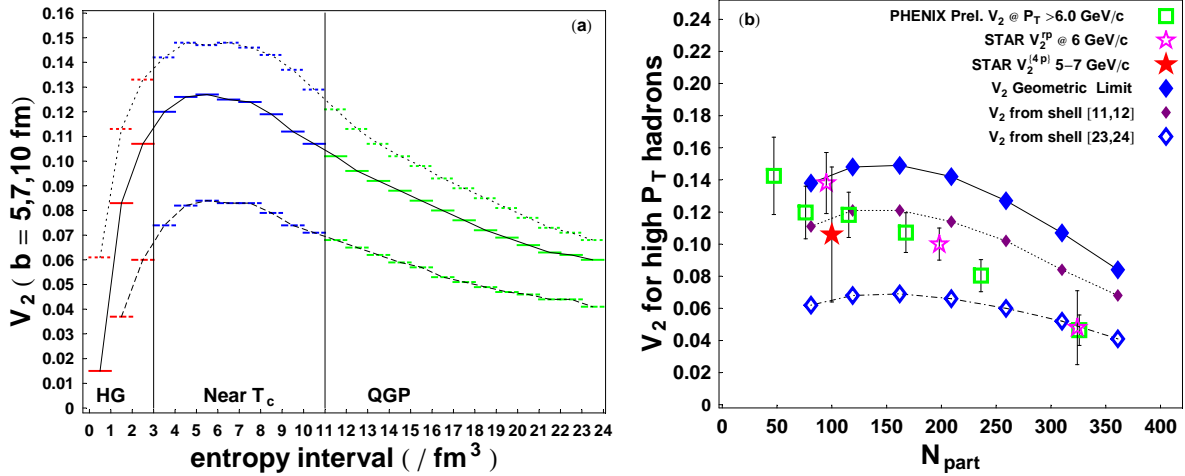 (a)
V2 ( b = 5,7,10 fm)
0.16
0.15
0.14
0.13
0.12
0.11
0.10
0.09
0.08
0.07
0.06
0.05
0.04
0.03
0.02
0.01
0
HG
Near Tc
QGP
0 1 2 3 4 5 6 7 8 9 10 11 12 13 14 15 16 17 18 19 20 21 22 23 24
entropy interval ( / fm³ )
(b)
V2 for high PT hadrons
0.24
0.22
0.20
0.18
0.16
0.14
0.12
0.10
0.08
0.06
0.04
0.02
0.00
PHENIX Prel. V2 @ PT >6.0 GeV/c
STAR V2^rp @ 6 GeV/c
STAR V2^(4p) 5–7 GeV/c
V2 Geometric Limit
V2 from shell [11,12]
V2 from shell [23,24]
0 50 100 150 200 250 300 350 400
Npart